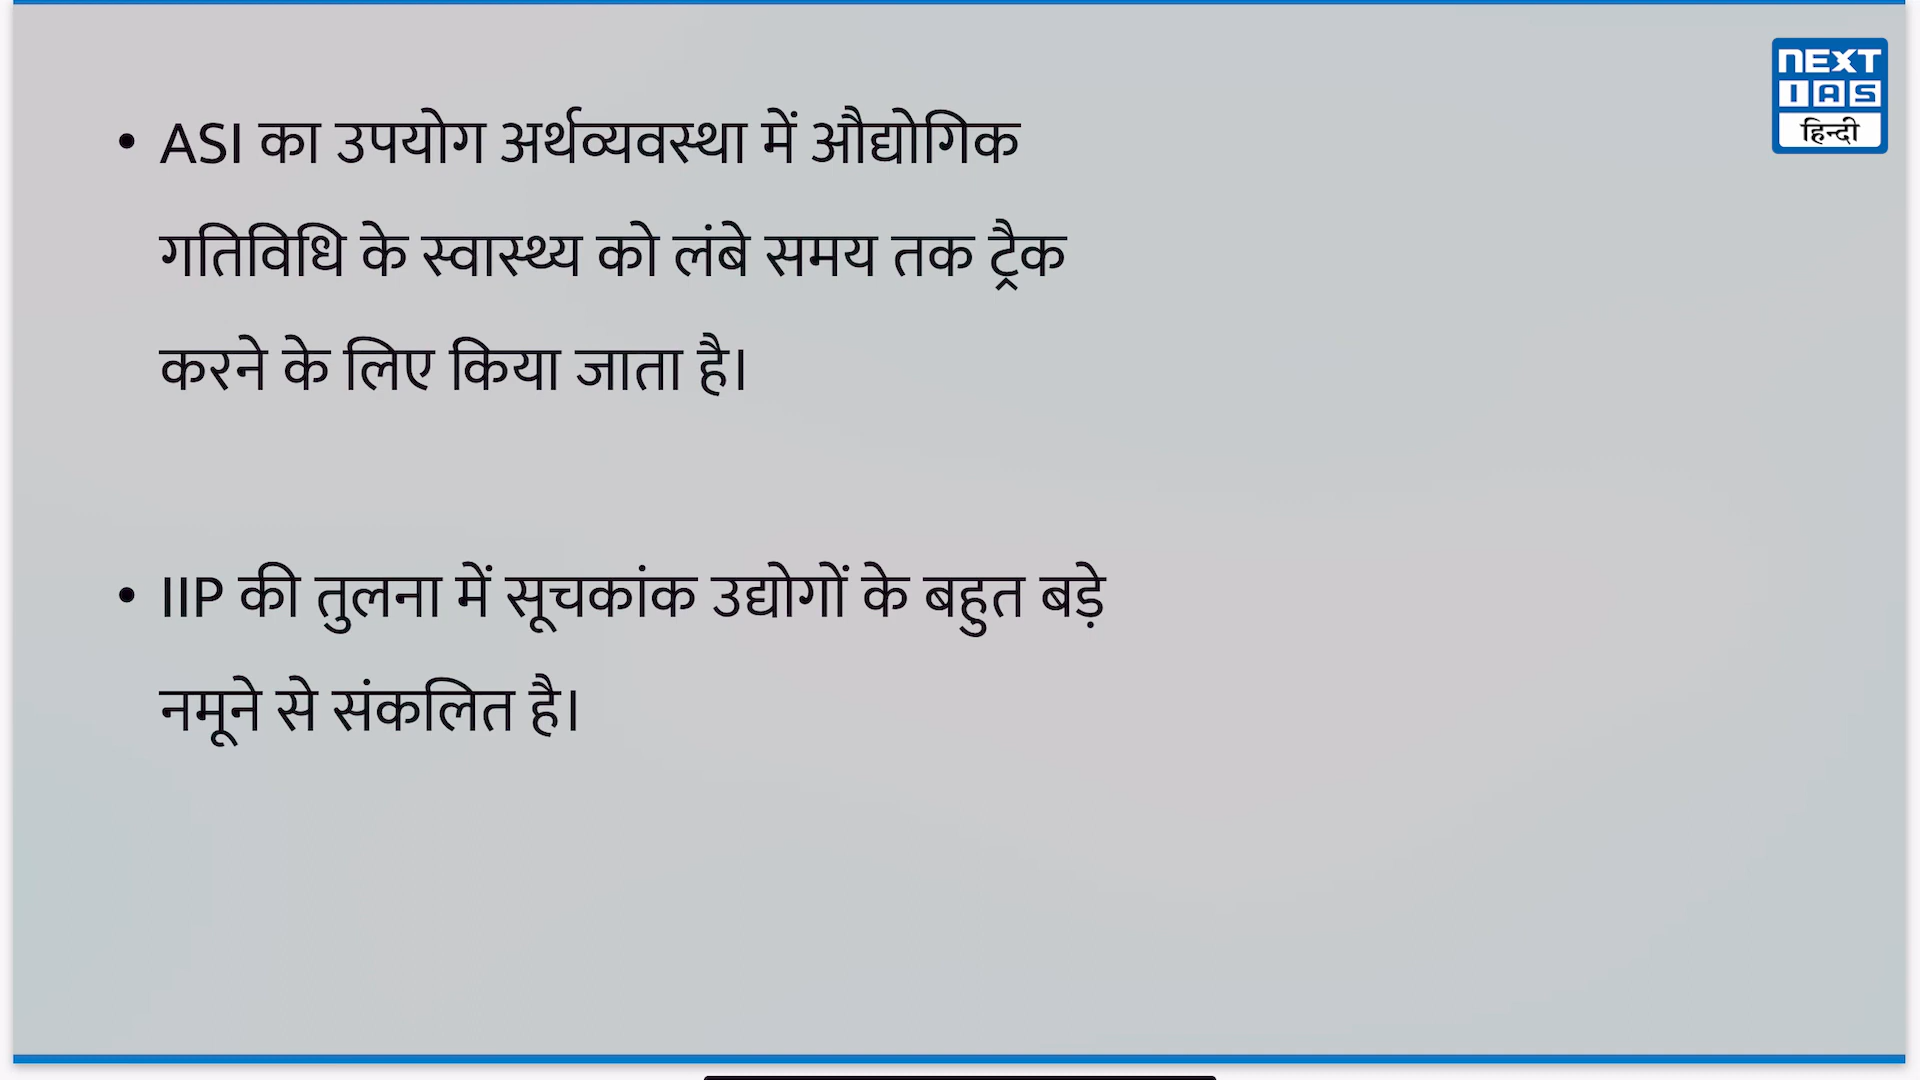 NEXT
IAS
हिन्दी
• ASI का उपयोग अर्थव्यवस्था में औद्योगिक
गतिविधि के स्वास्थ्य को लंबे समय तक ट्रैक
करने के लिए किया जाता है।
• IIP की तुलना में सूचकांक उद्योगों के बहुत बड़े
नमूने से संकलित है।